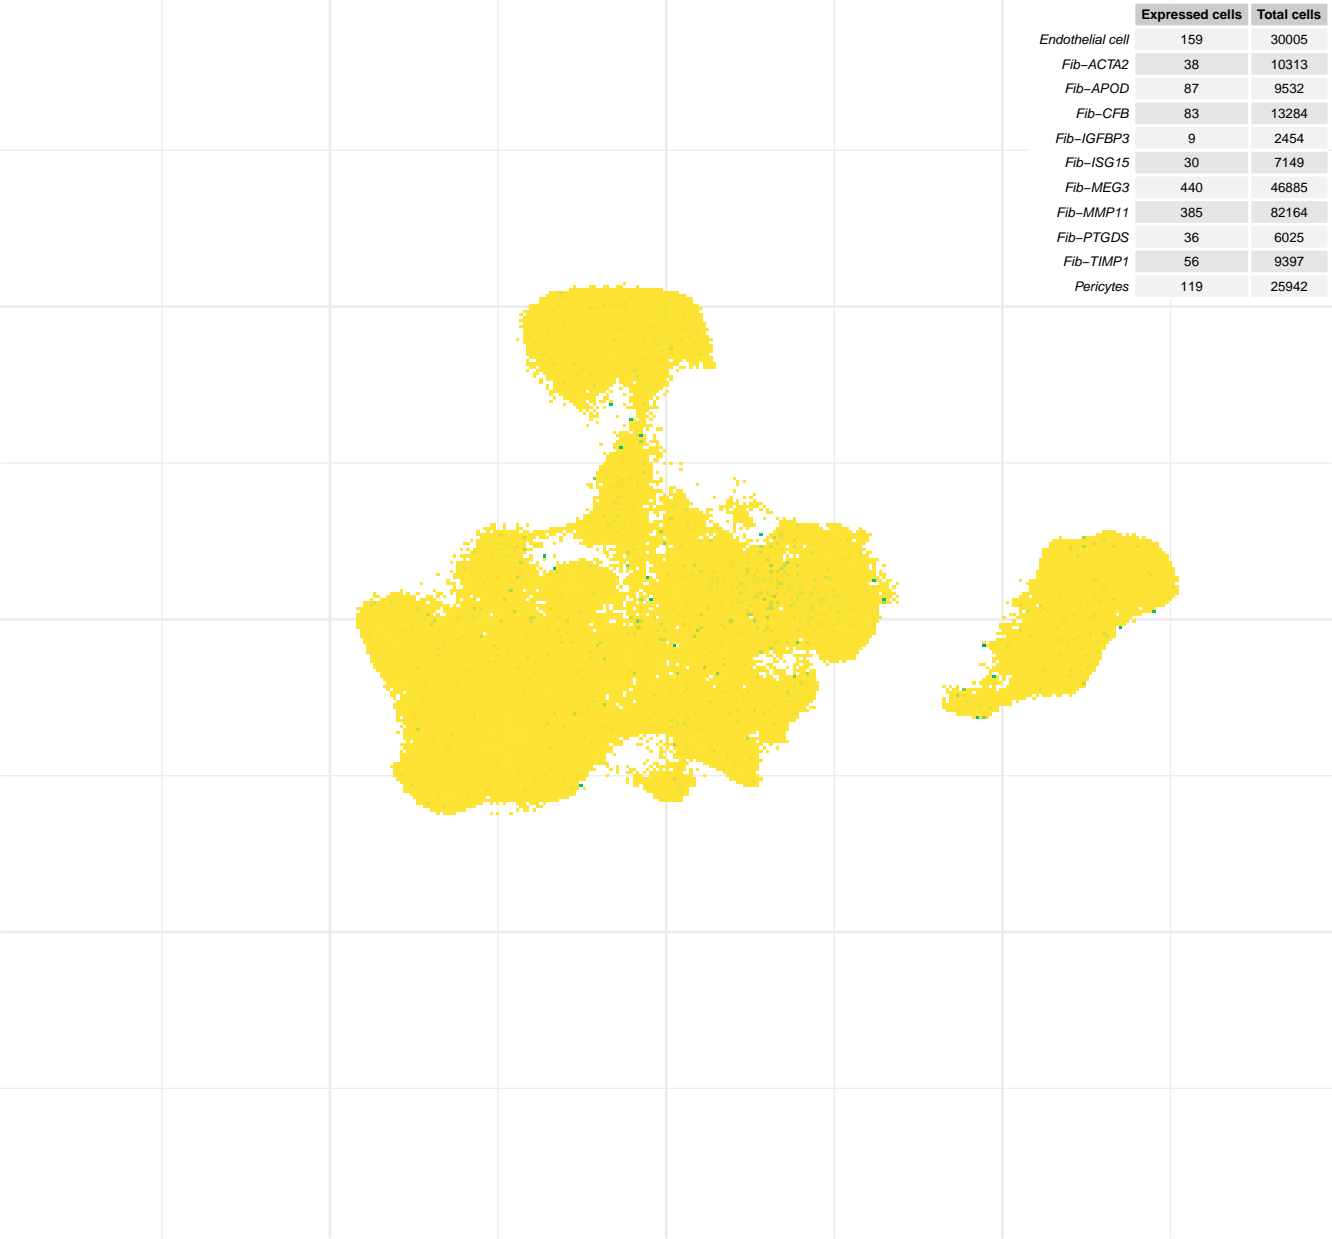 Expressed cells Total cells
Endothelial cell 159 30005
Fib−ACTA2 38 10313
Fib−APOD 87 9532
Fib−CFB 83 13284
Fib−IGFBP3 9 2454
Fib−ISG15 30 7149
Fib−MEG3 440 46885
Fib−MMP11 385 82164
Fib−PTGDS 36 6025
Fib−TIMP1 56 9397
Pericytes 119 25942